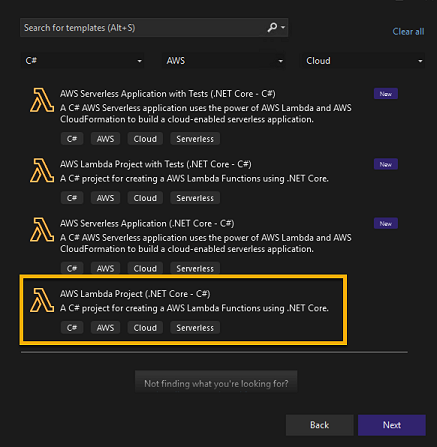 Search for templates (Alt+S)
Clear all
C# AWS Cloud
AWS Serverless Application with Tests (.NET Core - C#) New
A C# AWS Serverless application uses the power of AWS Lambda and AWS
CloudFormation to build a cloud-enabled serverless application.
C# AWS Cloud Serverless
AWS Lambda Project with Tests (.NET Core - C#) New
A C# project for creating a AWS Lambda Functions using .NET Core.
C# AWS Cloud Serverless
AWS Serverless Application (.NET Core - C#) New
A C# AWS Serverless application uses the power of AWS Lambda and AWS
CloudFormation to build a cloud-enabled serverless application.
C# AWS Cloud Serverless
AWS Lambda Project (.NET Core - C#)
A C# project for creating a AWS Lambda Functions using .NET Core.
C# AWS Cloud Serverless
Not finding what you're looking for?
Back Next